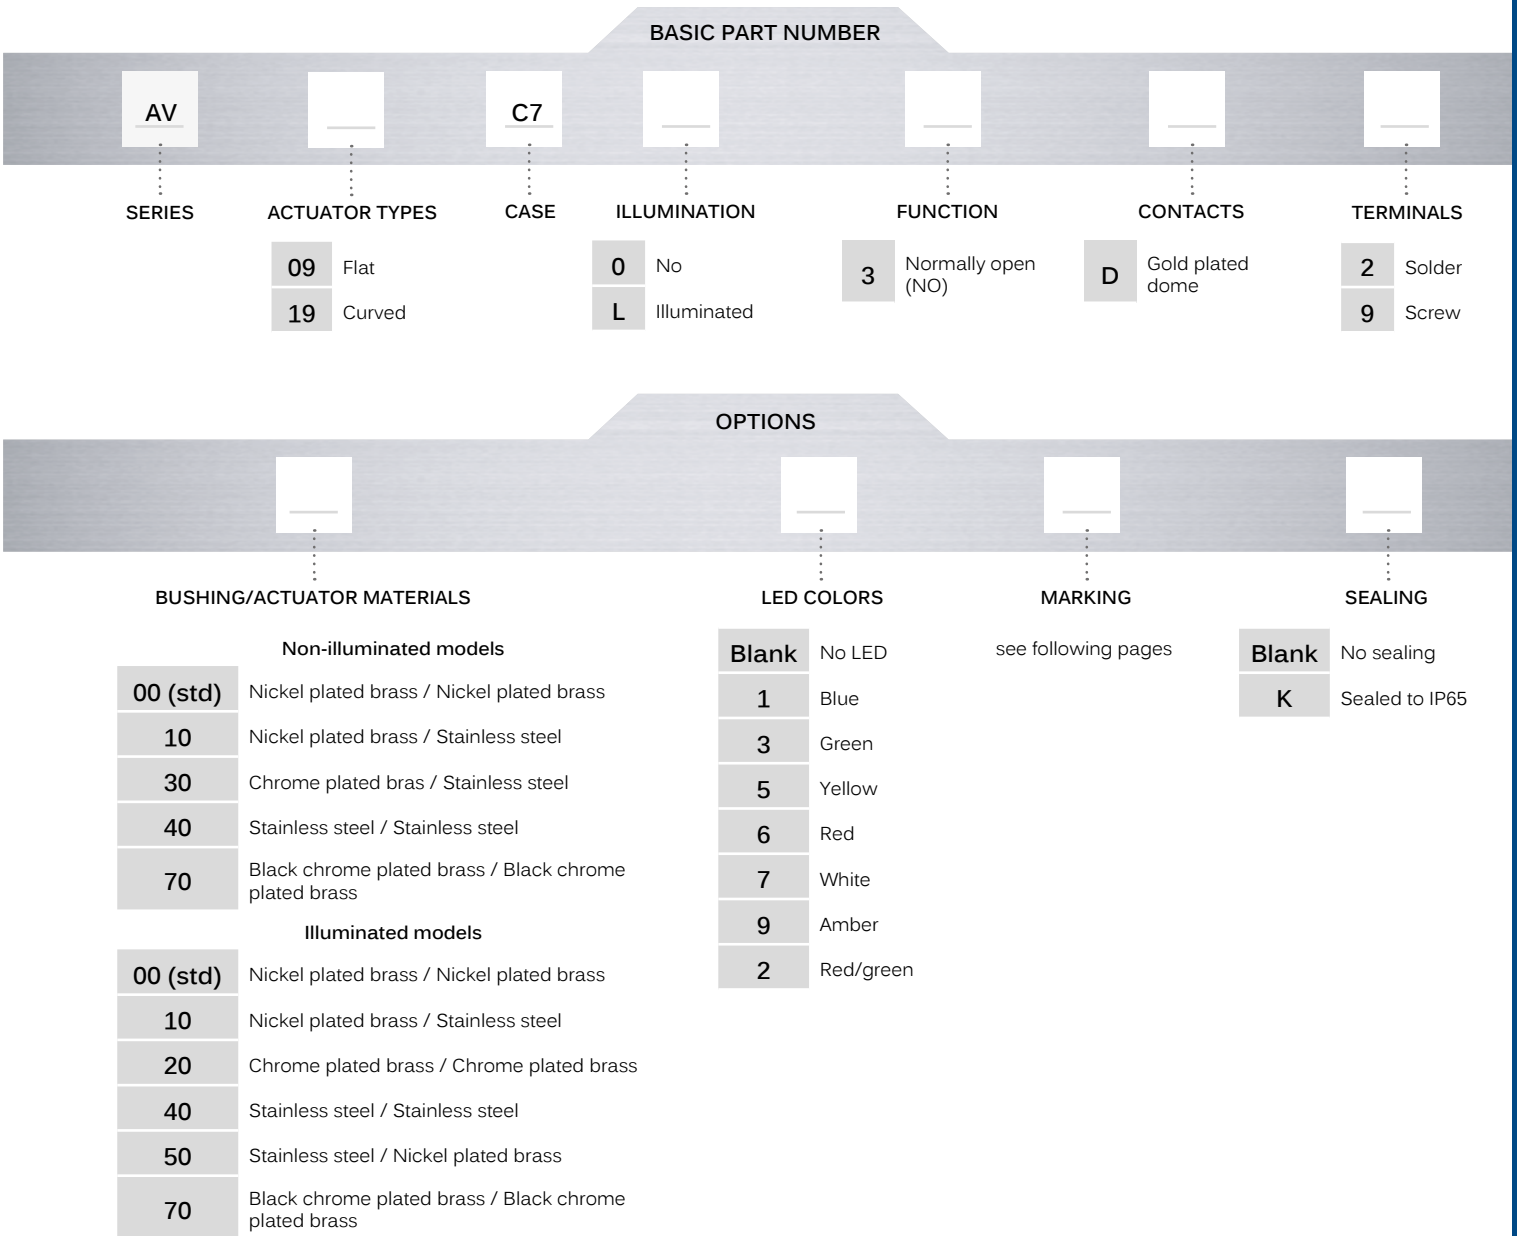 BASIC PART NUMBER
AV C7
SERIES ACTUATOR TYPES CASE ILLUMINATION FUNCTION CONTACTS TERMINALS
09 Flat
19 Curved
0 No
L Illuminated
3 Normally open
(NO)
D Gold plated
dome
2 Solder
9 Screw
OPTIONS
BUSHING/ACTUATOR MATERIALS LED COLORS MARKING SEALING
Non-illuminated models
00 (std) Nickel plated brass / Nickel plated brass
10 Nickel plated brass / Stainless steel
30 Chrome plated bras / Stainless steel
40 Stainless steel / Stainless steel
70 Black chrome plated brass / Black chrome
plated brass
Illuminated models
00 (std) Nickel plated brass / Nickel plated brass
10 Nickel plated brass / Stainless steel
20 Chrome plated brass / Chrome plated brass
40 Stainless steel / Stainless steel
50 Stainless steel / Nickel plated brass
70 Black chrome plated brass / Black chrome
plated brass
Blank No LED
1 Blue
3 Green
5 Yellow
6 Red
7 White
9 Amber
2 Red/green
see following pages
Blank No sealing
K Sealed to IP65